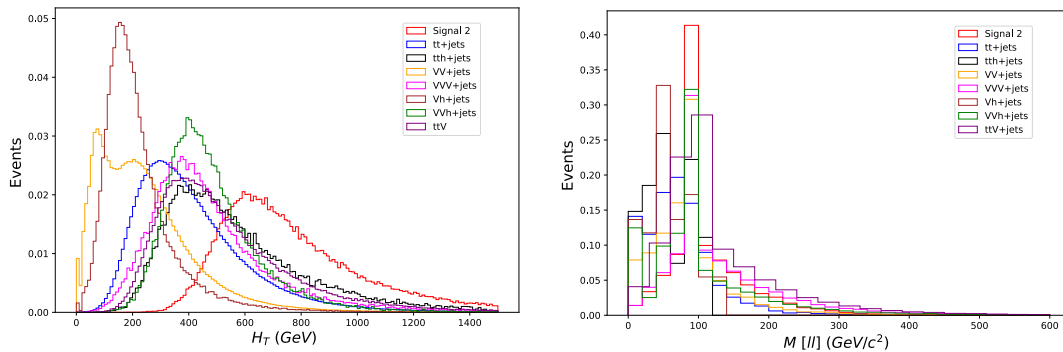 0.05
0.04
0.03
0.02
0.01
0.00
Events
0 200 400 600 800 1000 1200 1400
H_T (GeV)
Signal 2
tt+jets
tth+jets
VV+jets
VVV+jets
Vh+jets
VVh+jets
ttV
0.40
0.35
0.30
0.25
0.20
0.15
0.10
0.05
0.00
Events
0 100 200 300 400 500 600
M [ll] (GeV/c²)
Signal 2
tt+jets
tth+jets
VV+jets
VVV+jets
Vh+jets
VVh+jets
ttV+jets